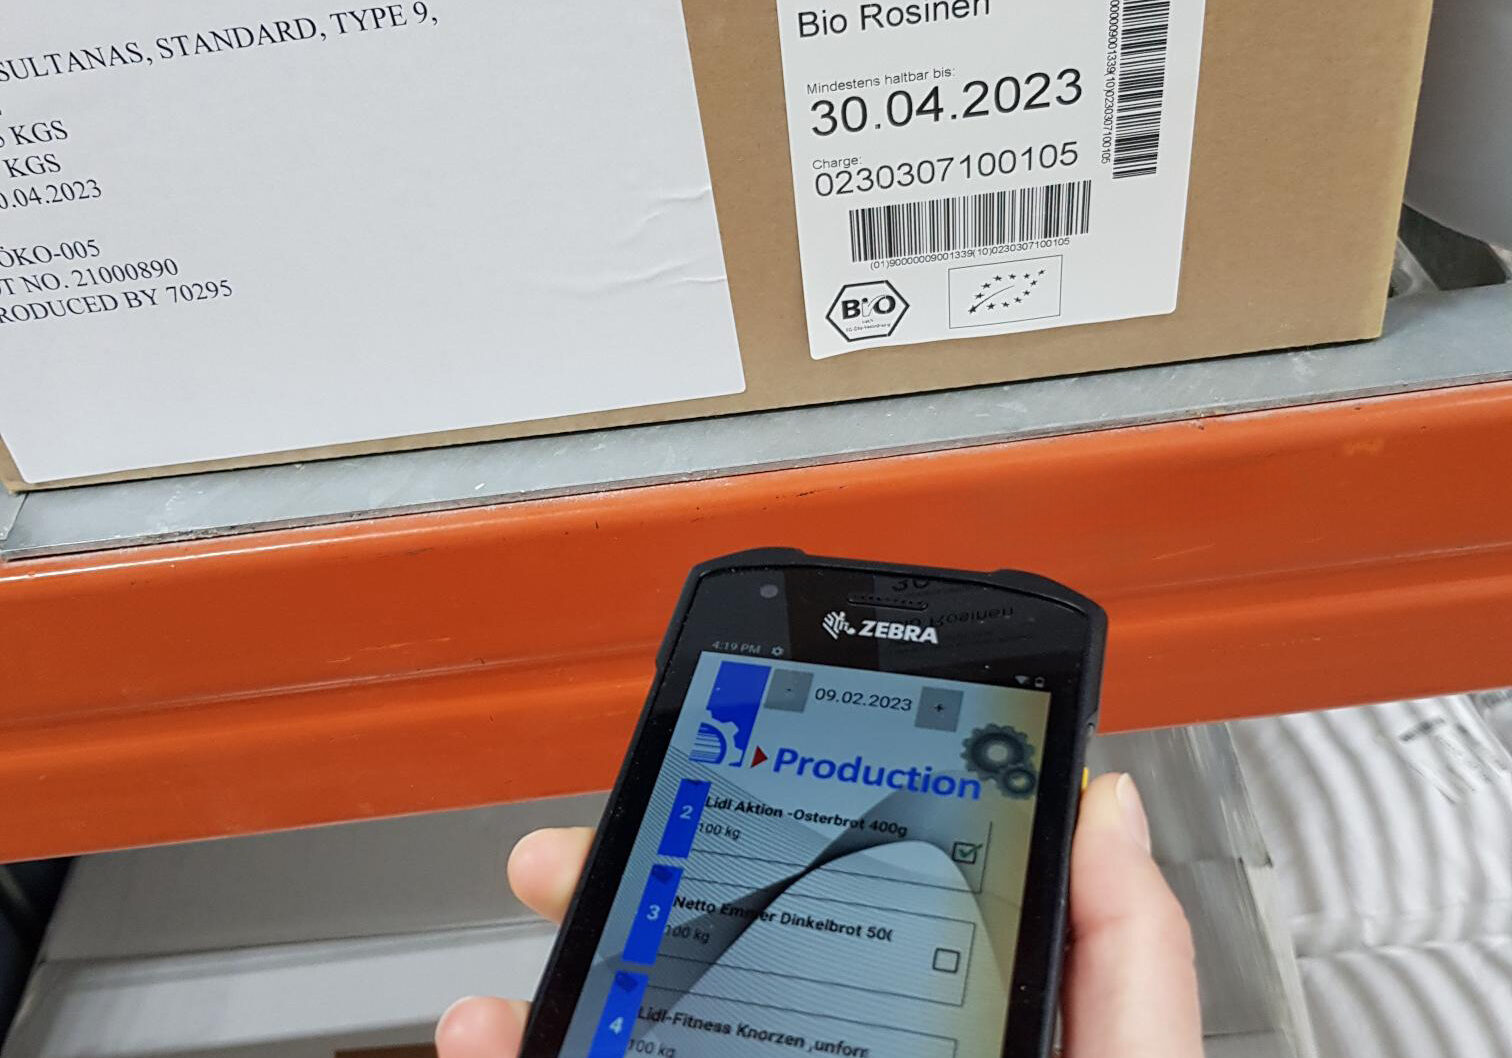 SULTANAS, STANDARD, TYPE 9,
KGS
KGS
0.04.2023
ÖKO-005
NO. 21000890
BY 70295
Bio Rosinen
Mindestens haltbar bis:
30.04.2023
Charge:
0230307100105
(01)90000009001339(10)0230307100105
BIO
ZEBRA
4:19 PM
- 09.02.2023 +
Production
2
Lidl Aktion -Osterbrot 400g
100 kg
3
Netto Emmer Dinkelbrot 50
100 kg
4
Lidl-Fitness Knorzen ,unforr
100 kg